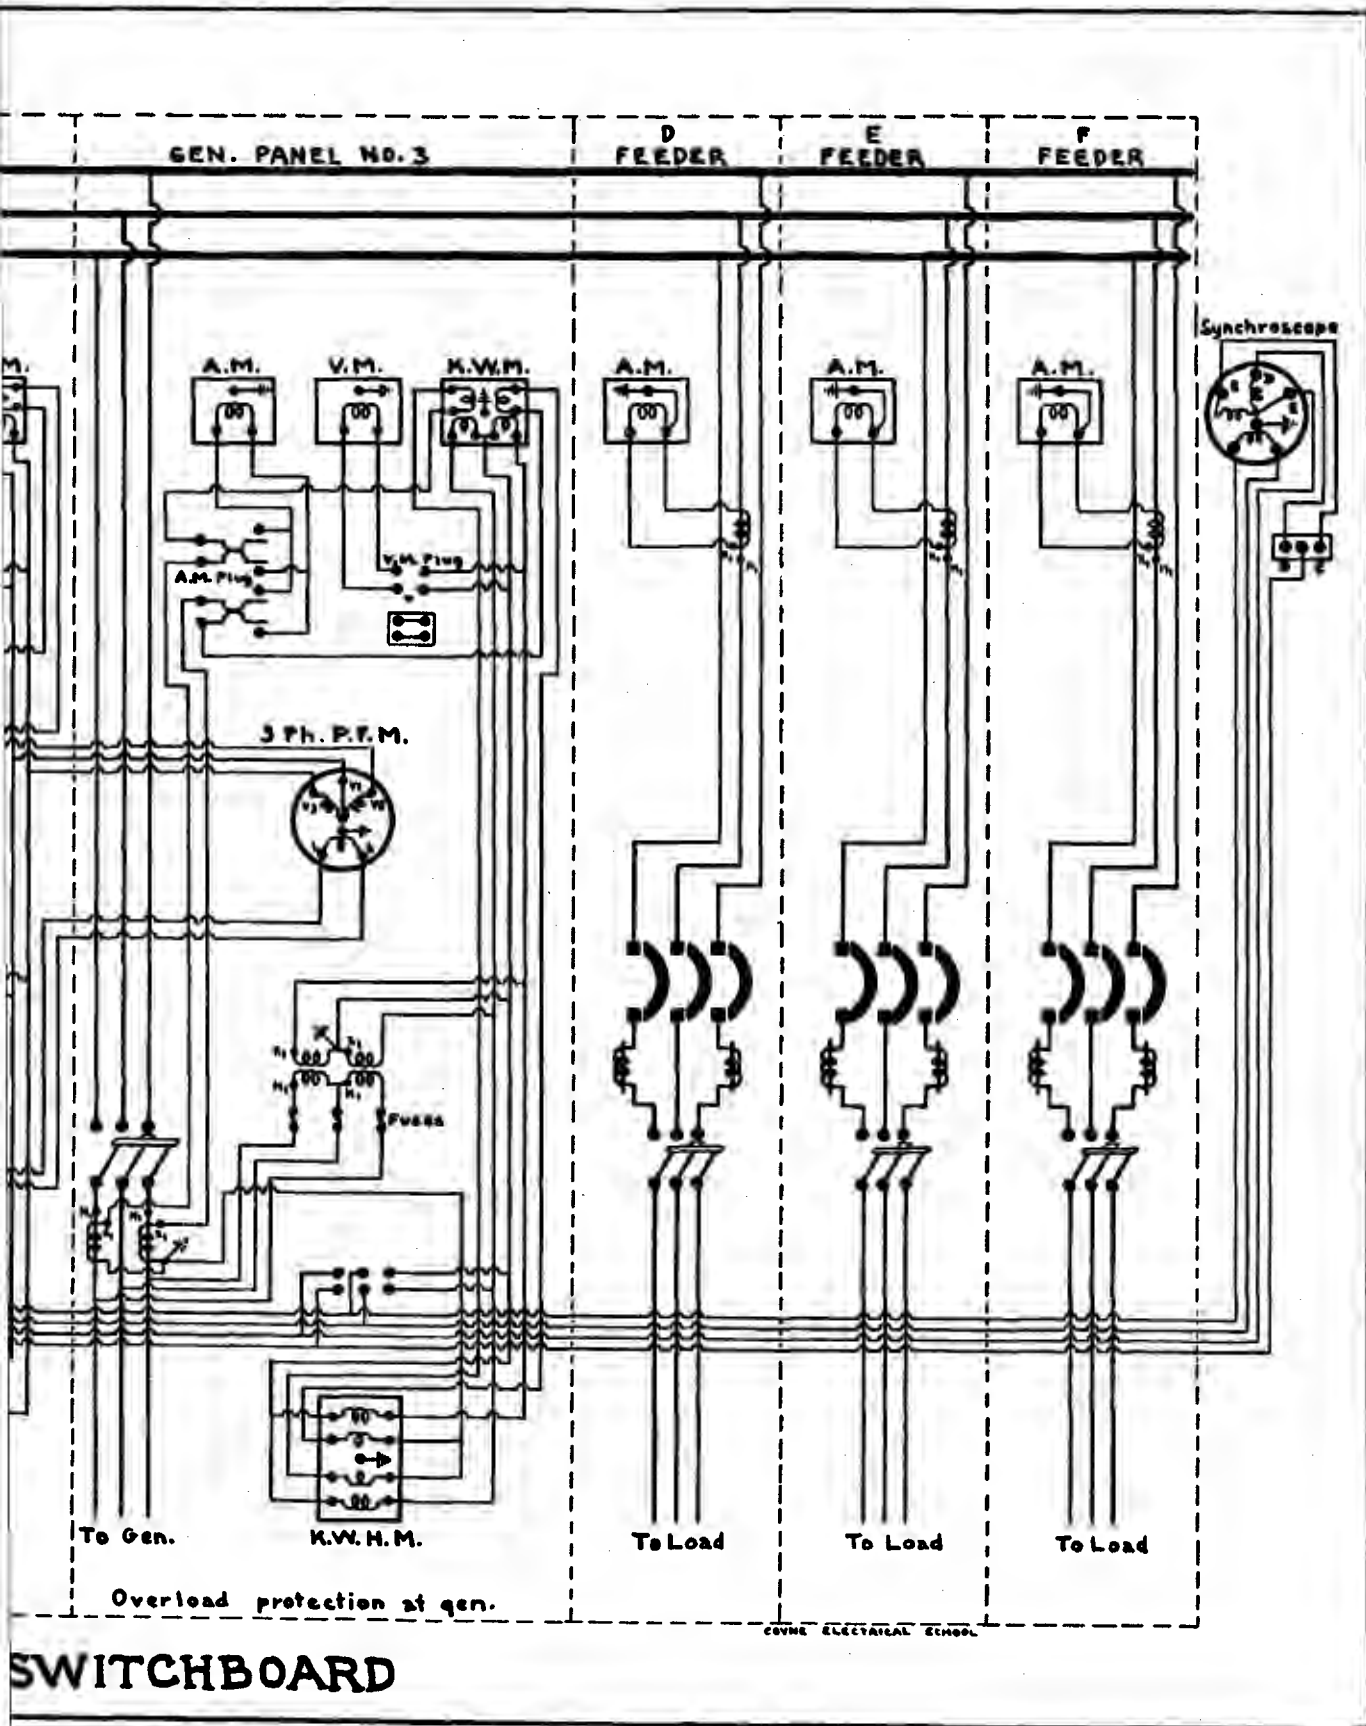 D
E
F
GEN. PANEL NO. 3
FEEDER
FEEDER
FEEDER
Synchroscope
M.
A.M.
V.M.
K.W.M.
A.M.
A.M.
A.M.
V.M. Plug
A.M. Plug
3 Ph. P.F.M.
Fuses
To Gen.
K.W.H.M.
To Load
To Load
To Load
Overload protection at gen.
COYNE ELECTRICAL SCHOOL
SWITCHBOARD